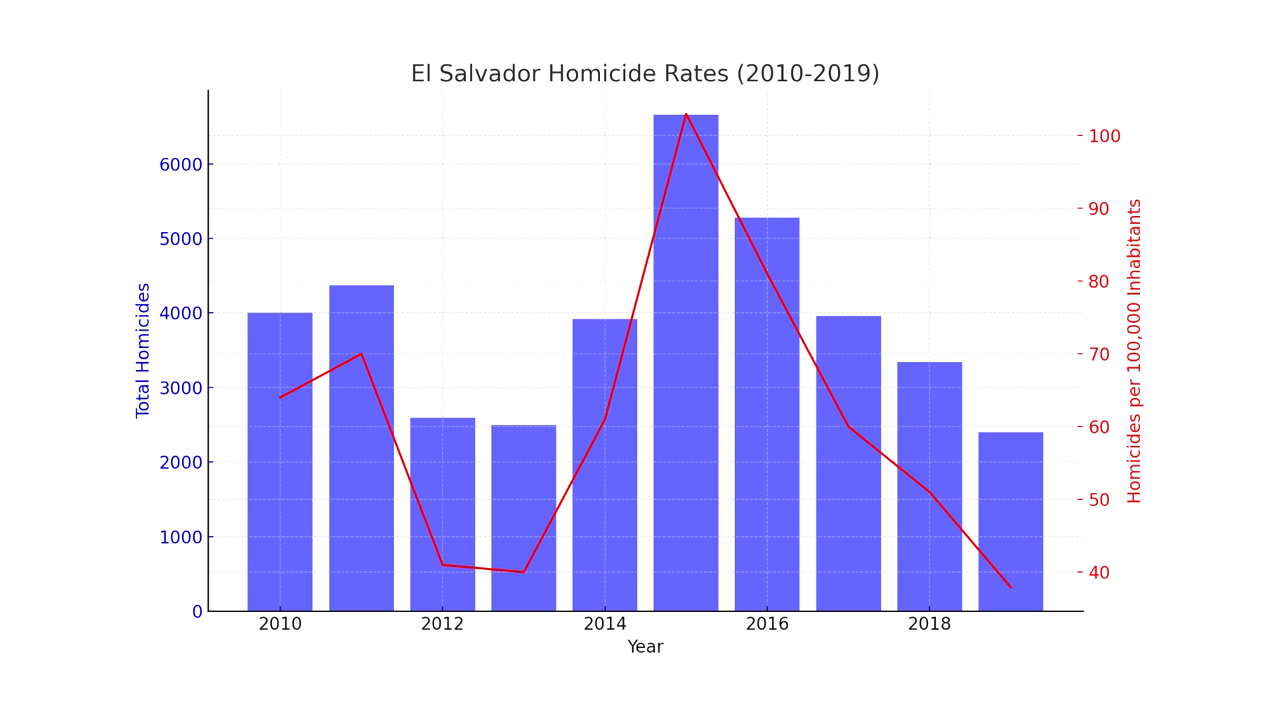 El Salvador Homicide Rates (2010-2019)
Total Homicides
6000
5000
4000
3000
2000
1000
0
100
90
80
70
60
50
40
Homicides per 100,000 Inhabitants
2010 2012 2014 2016 2018
Year